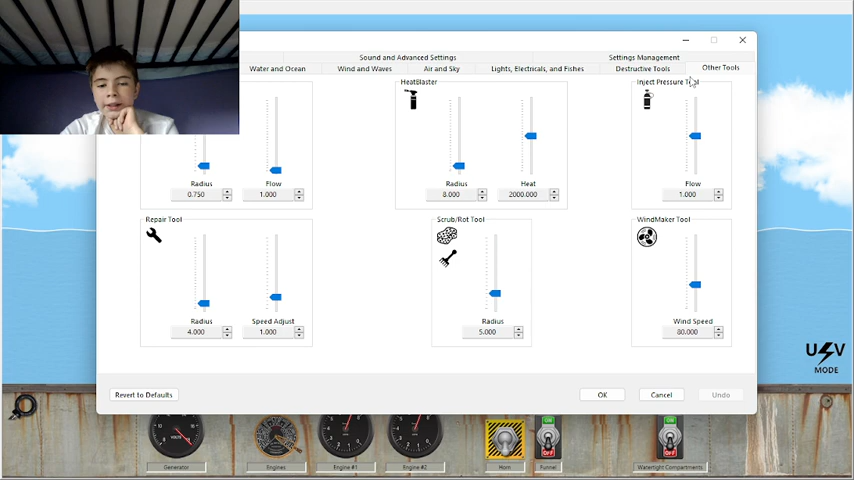 Sound and Advanced Settings
Settings Management
Water and Ocean
Wind and Waves
Air and Sky
Lights, Electricals, and Fishes
Destructive Tools
Other Tools
HeatBlaster
Inject Pressure Tool
Radius
Flow
Radius
Heat
Flow
0.750
1.000
8.000
2000.000
1.000
Repair Tool
Scrub/Rot Tool
WindMaker Tool
Radius
Speed Adjust
Radius
Wind Speed
4.000
1.000
5.000
80.000
USV
MODE
Revert to Defaults
OK
Cancel
Undo
VOLTS
ON
ON
OFF
OFF
Generator
Engines
Engine #1
Engine #2
Horn
Funnel
Watertight Compartments